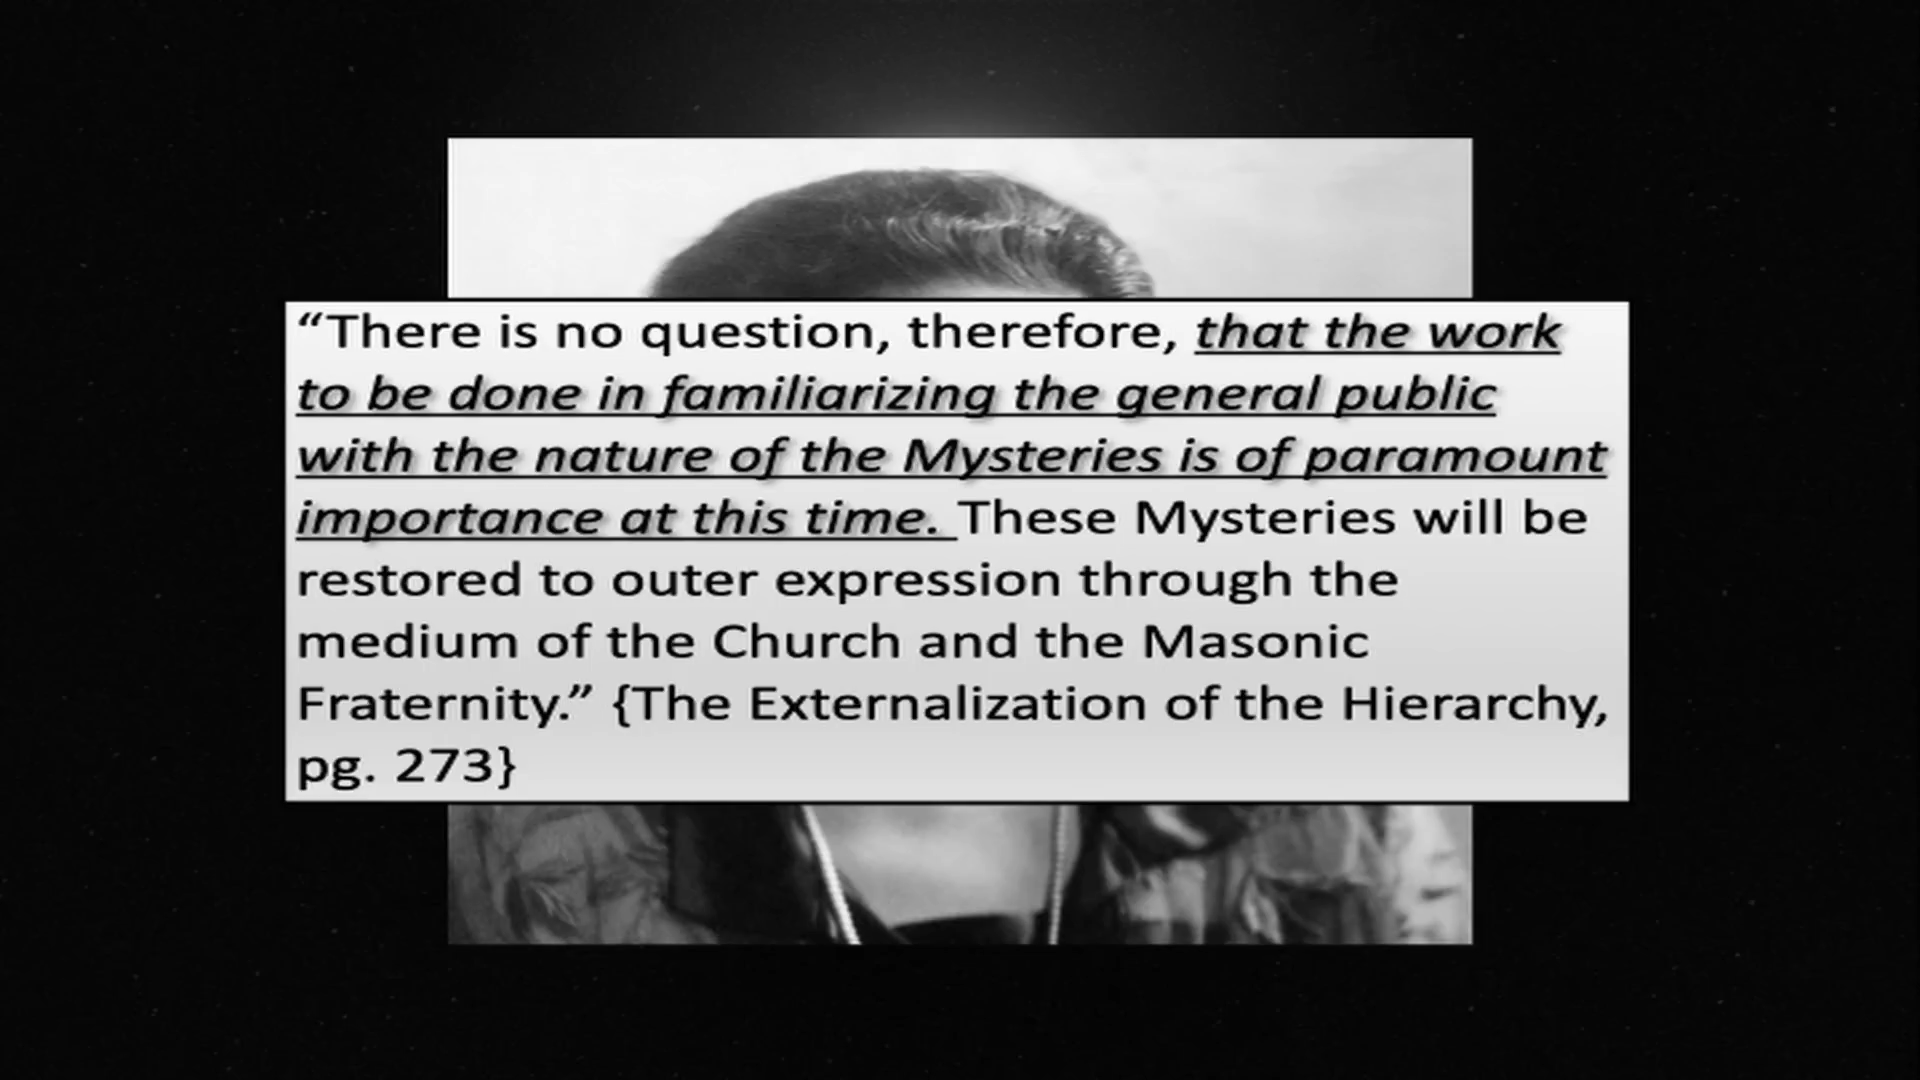 “There is no question, therefore, that the work
to be done in familiarizing the general public
with the nature of the Mysteries is of paramount
importance at this time. These Mysteries will be
restored to outer expression through the
medium of the Church and the Masonic
Fraternity.” {The Externalization of the Hierarchy,
pg. 273}